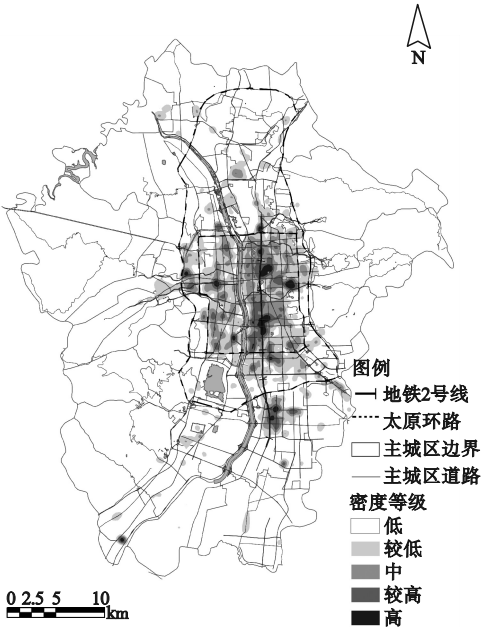 N
图例
地铁2号线
太原环路
主城区边界
主城区道路
密度等级
低
较低
中
较高
高
0 2.5 5 10
km